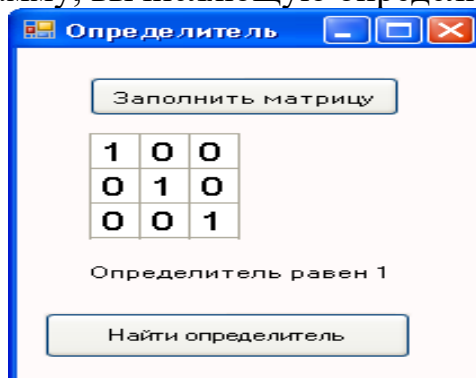 Определитель
Заполнить матрицу
1 0 0
0 1 0
0 0 1
Определитель равен 1
Найти определитель